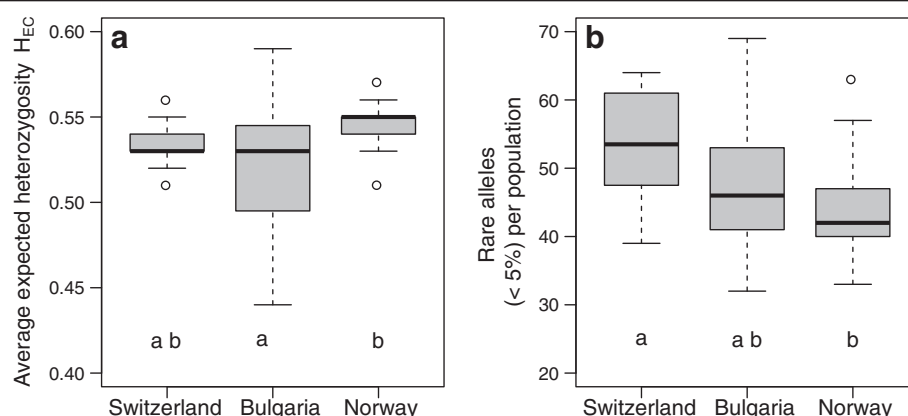 a
Average expected heterozygosity HEC
0.60
0.55
0.50
0.45
0.40
a b
a
b
Switzerland
Bulgaria
Norway
b
Rare alleles
(< 5%) per population
70
60
50
40
30
20
a
a b
b
Switzerland
Bulgaria
Norway